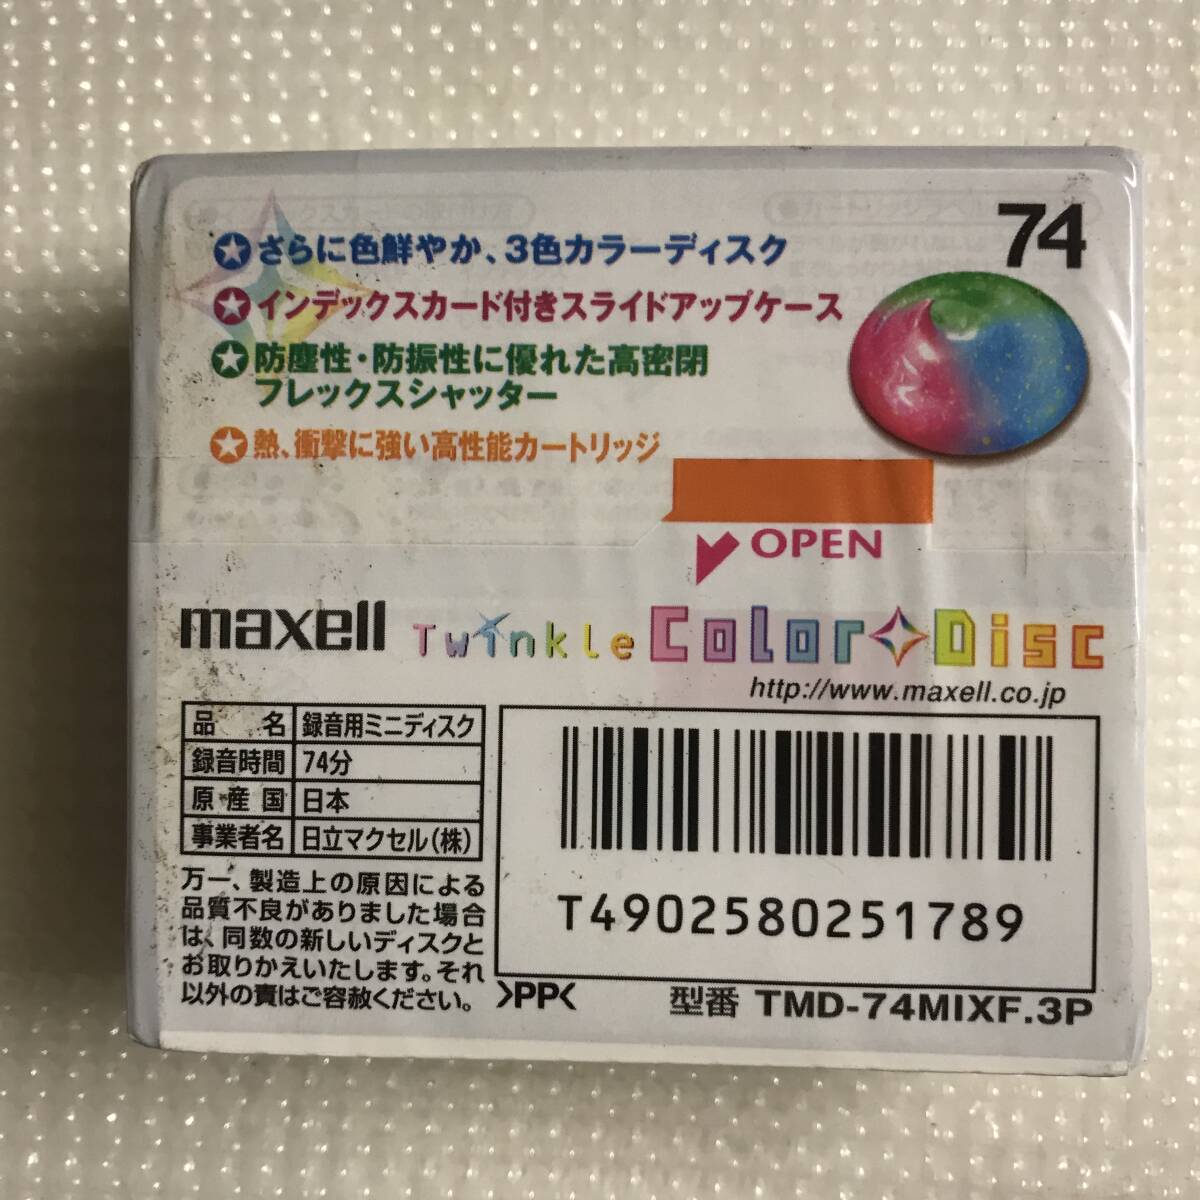 74
さらに色鮮やか、3色カラーディスク
インデックスカード付きスライドアップケース
防塵性・防振性に優れた高密閉
フレックスシャッター
熱、衝撃に強い高性能カートリッジ
OPEN
maxell Twinkle Color Disc
http://www.maxell.co.jp
品名 録音用ミニディスク
録音時間 74分
原産国 日本
事業者名 日立マクセル(株)
万一、製造上の原因による
品質不良がありました場合
は、同数の新しいディスクと
お取りかえいたします。それ
以外の責はご容赦ください。
T4902580251789
>PP<
型番 TMD-74MIXF.3P